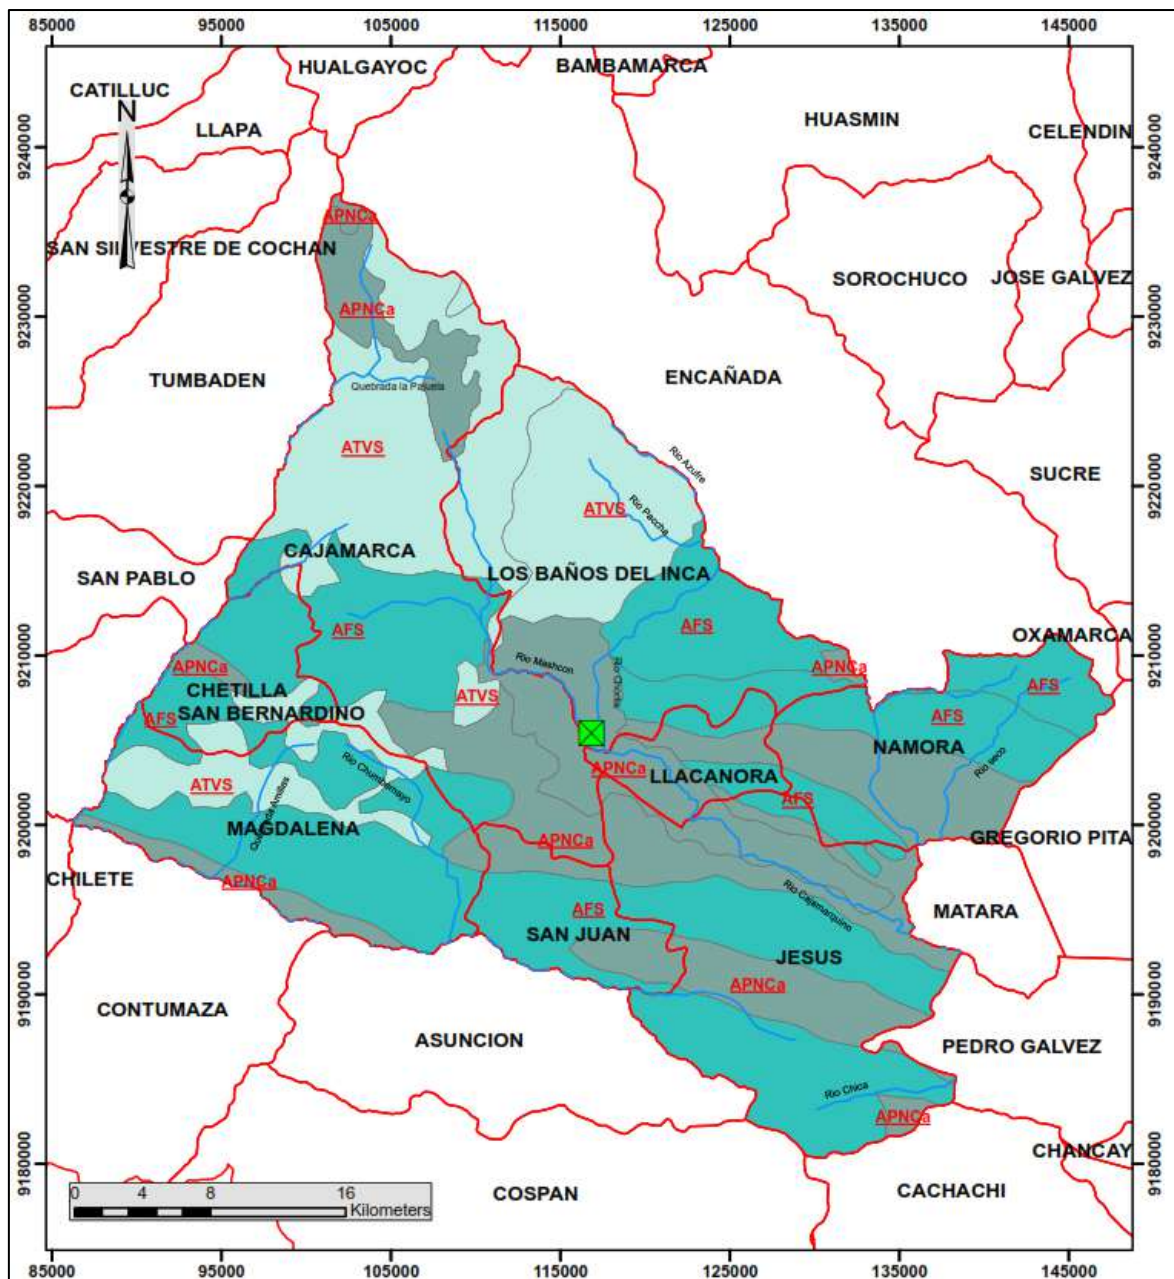 85000 95000 105000 115000 125000 135000 145000
HUALGAYOC
BAMBAMARCA
CATILLUC
N
LLAPA
HUASMIN
CELENDIN
9240000
9240000
APNCa
SAN SILVESTRE DE COCHAN
SOROCHUCO
JOSE GALVEZ
APNCa
9230000
9230000
TUMBADEN
Quebrada la Pajuela
ENCAÑADA
ATVS
Rio Azufre
SUCRE
9220000
9220000
ATVS
Rio Paccha
CAJAMARCA
SAN PABLO
LOS BAÑOS DEL INCA
AFS
AFS
OXAMARCA
9210000
9210000
APNCa
Rio Mashcon
Rio Chonta
APNCa
CHETILLA
ATVS
AFS
SAN BERNARDINO
AFS
AFS
NAMORA
Rio Chumbamayo
APNCa
LLACANORA
Rio Iseco
ATVS
AFS
Quebrada Amillas
MAGDALENA
9200000
9200000
APNCa
GREGORIO PITA
CHILETE
APNCa
Rio Cajamarquino
AFS
MATARA
SAN JUAN
JESUS
APNCa
9190000
9190000
CONTUMAZA
ASUNCION
PEDRO GALVEZ
Rio Chica
APNCa
CHANCAY
9180000
9180000
COSPAN
CACHACHI
0 4 8 16
Kilometers
85000 95000 105000 115000 125000 135000 145000